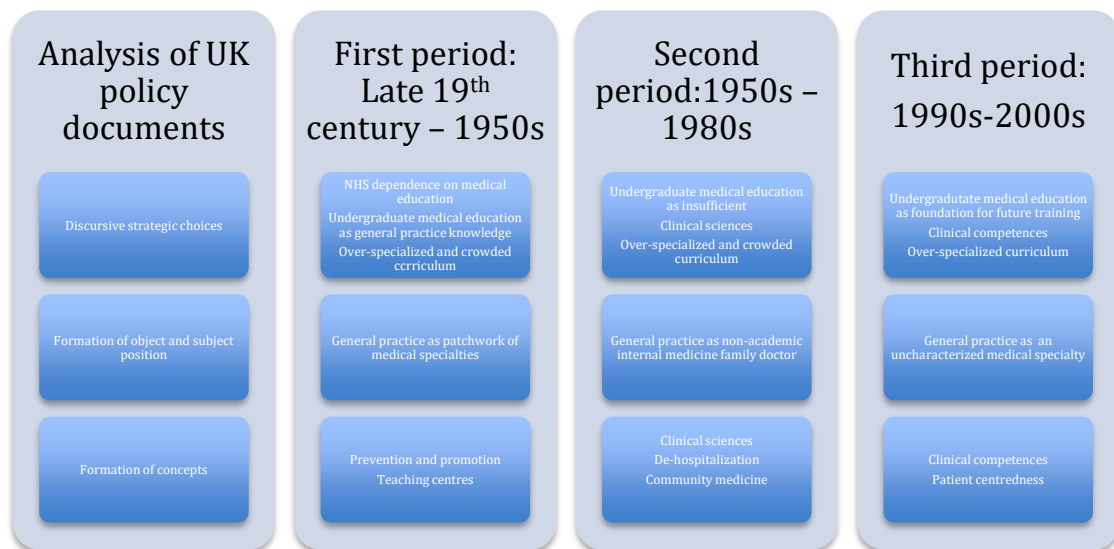 Analysis of UK
policy
documents
Discursive strategic choices
Formation of object and subject
position
Formation of concepts
First period:
Late 19th
century – 1950s
NHS dependence on medical
education
Undergraduate medical education
as general practice knowledge
Over-specialized and crowded
ccrriculum
General practice as patchwork of
medical specialties
Prevention and promotion
Teaching centres
Second
period:1950s –
1980s
Undergraduate medical education
as insufficient
Clinical sciences
Over-specialized and crowded
curriculum
General practice as non-academic
internal medicine family doctor
Clinical sciences
De-hospitalization
Community medicine
Third period:
1990s-2000s
Undergradutate medical education
as foundation for future training
Clinical competences
Over-specialized curriculum
General practice as  an
uncharacterized medical specialty
Clinical competences
Patient centredness